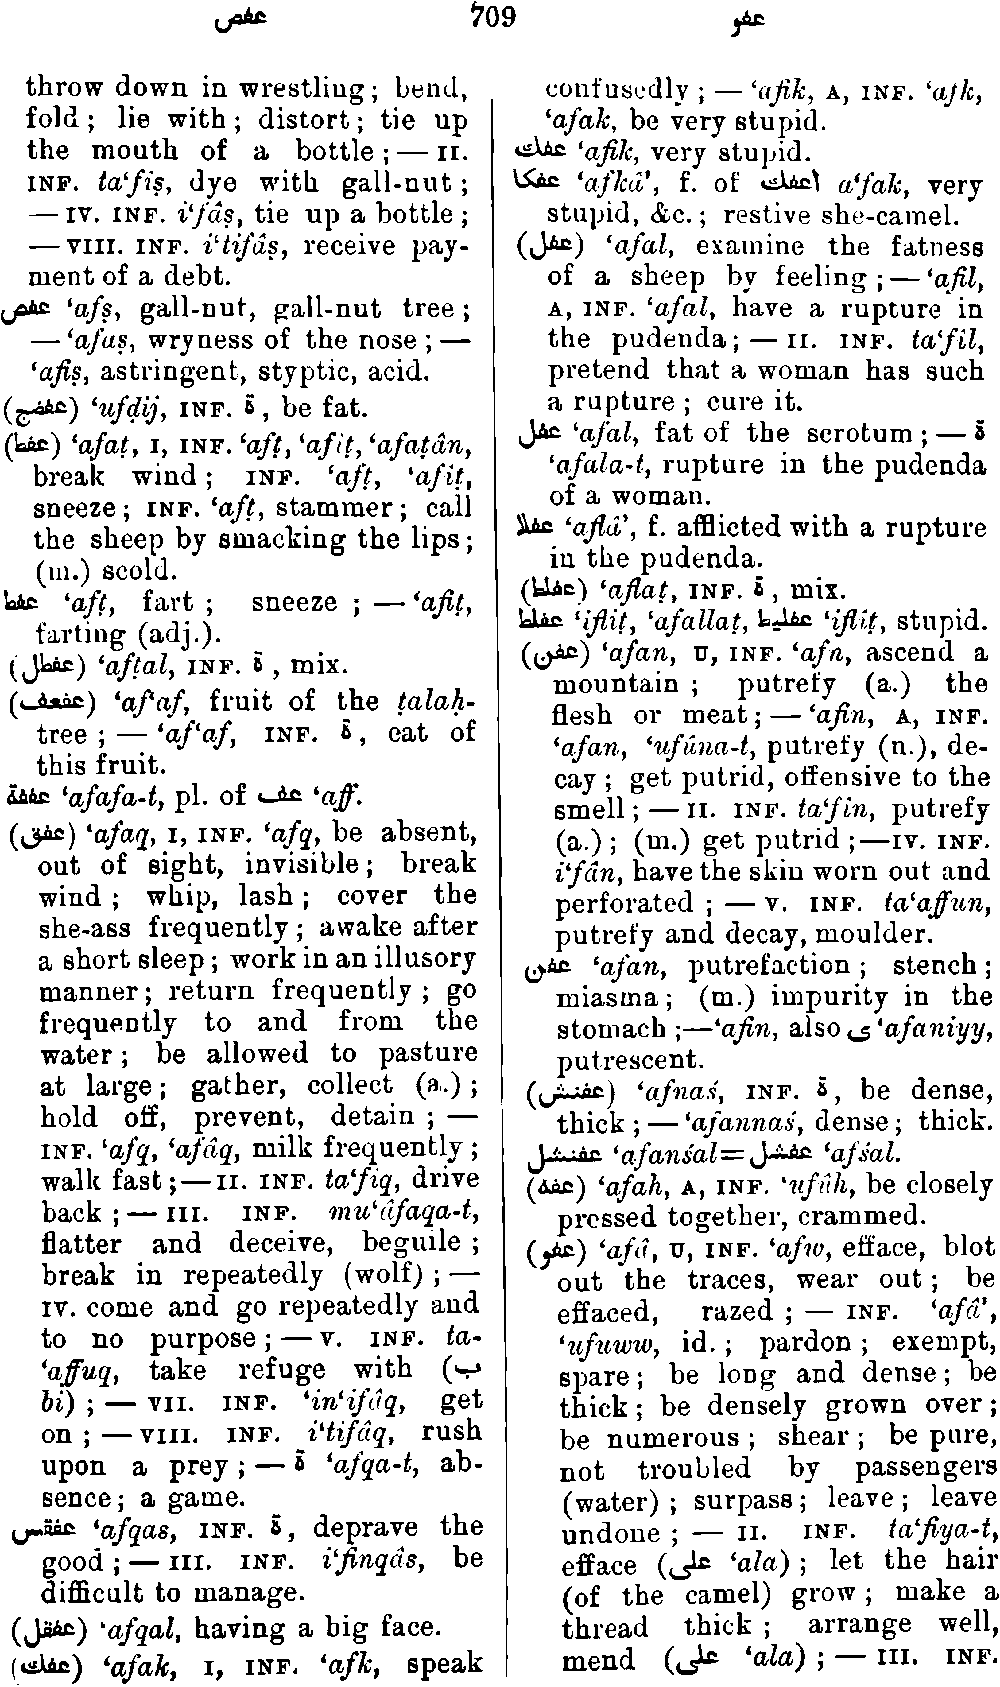 عفص 709 عفو
throw down in wrestling; bend,
fold; lie with; distort; tie up
the mouth of a bottle; — II.
INF. ta‘fîṣ, dye with gall-nut;
— IV. INF. i‘fâṣ, tie up a bottle;
— VIII. INF. i‘tifâṣ, receive pay-
ment of a debt.
عفص ‘afṣ, gall-nut, gall-nut tree;
— ‘afaṣ, wryness of the nose; —
‘afiṣ, astringent, styptic, acid.
(عفضج) ‘ufḍij, INF. ة, be fat.
(عفط) ‘afaṭ, I, INF. ‘afṭ, ‘afîṭ, ‘afaṭân,
break wind; INF. ‘afṭ, ‘afîṭ,
sneeze; INF. ‘afṭ, stammer; call
the sheep by smacking the lips;
(m.) scold.
عفط ‘afṭ, fart; sneeze; — ‘afiṭ,
farting (adj.).
(عفطل) ‘afṭal, INF. ة, mix.
(عفعف) ‘af‘af, fruit of the ṭalaḥ-
tree; — ‘af‘af, INF. ة, eat of
this fruit.
عففة ‘afafa-t, pl. of عف ‘aff.
(عفق) ‘afaq, I, INF. ‘afq, be absent,
out of sight, invisible; break
wind; whip, lash; cover the
she-ass frequently; awake after
a short sleep; work in an illusory
manner; return frequently; go
frequently to and from the
water; be allowed to pasture
at large; gather, collect (a.);
hold off, prevent, detain; —
INF. ‘afq, ‘afâq, milk frequently;
walk fast; — II. INF. ta‘fîq, drive
back; — III. INF. mu‘âfaqa-t,
flatter and deceive, beguile;
break in repeatedly (wolf); —
IV. come and go repeatedly and
to no purpose; — V. INF. ta-
‘affuq, take refuge with (ب
bi); — VII. INF. ‘in‘ifâq, get
on; — VIII. INF. i‘tifâq, rush
upon a prey; — ة ‘afqa-t, ab-
sence; a game.
عفقس ‘afqas, INF. ة, deprave the
good; — III. INF. i‘finqâs, be
difficult to manage.
(عفقل) ‘afqal, having a big face.
(عفك) ‘afak, I, INF. ‘afk, speak
confusedly; — ‘afik, A, INF. ‘afk,
‘afak, be very stupid.
عفك ‘afik, very stupid.
عفكا ‘afkâ’, f. of اعفك a‘fak, very
stupid, &c.; restive she-camel.
(عفل) ‘afal, examine the fatness
of a sheep by feeling; — ‘afil,
A, INF. ‘afal, have a rupture in
the pudenda; — II. INF. ta‘fîl,
pretend that a woman has such
a rupture; cure it.
عفل ‘afal, fat of the scrotum; — ة
‘afala-t, rupture in the pudenda
of a woman.
عفلا ‘aflâ’, f. afflicted with a rupture
in the pudenda.
(عفلط) ‘aflaṭ, INF. ة, mix.
عفلط ‘ifliṭ, ‘afallaṭ, عفليط ‘iflîṭ, stupid.
(عفن) ‘afan, U, INF. ‘afn, ascend a
mountain; putrefy (a.) the
flesh or meat; — ‘afin, A, INF.
‘afan, ‘ufûna-t, putrefy (n.), de-
cay; get putrid, offensive to the
smell; — II. INF. ta‘fîn, putrefy
(a.); (m.) get putrid; — IV. INF.
i‘fân, have the skin worn out and
perforated; — V. INF. ta‘affun,
putrefy and decay, moulder.
عفن ‘afan, putrefaction; stench;
miasma; (m.) impurity in the
stomach; — ‘afin, also ى ‘afaniyy,
putrescent.
(عفنش) ‘afnaś, INF. ة, be dense,
thick; — ‘afannaś, dense; thick.
عفنشل ‘afanśal = عفشل ‘afśal.
(عفه) ‘afah, A, INF. ‘ufûh, be closely
pressed together, crammed.
(عفو) ‘afâ, U, INF. ‘afw, efface, blot
out the traces, wear out; be
effaced, razed; — INF. ‘afâ’,
‘ufuww, id.; pardon; exempt,
spare; be long and dense; be
thick; be densely grown over;
be numerous; shear; be pure,
not troubled by passengers
(water); surpass; leave; leave
undone; — II. INF. ta‘fiya-t,
efface (على ‘ala); let the hair
(of the camel) grow; make a
thread thick; arrange well,
mend (على ‘ala); — III. INF.